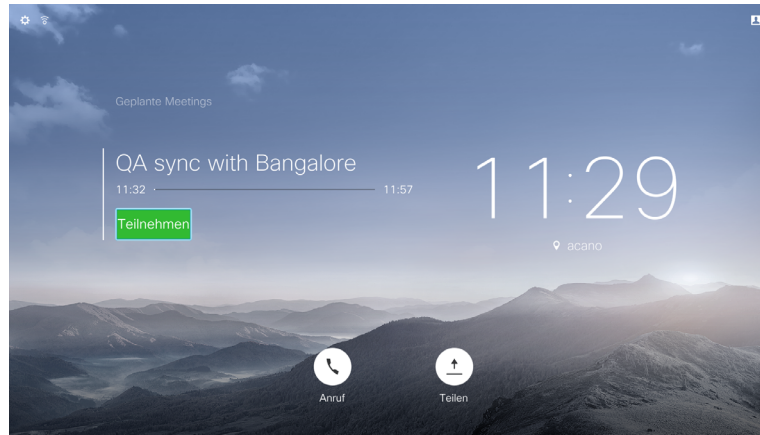 Geplante Meetings
QA sync with Bangalore
11:32 11:57
Teilnehmen
11:29
acano
Anruf Teilen